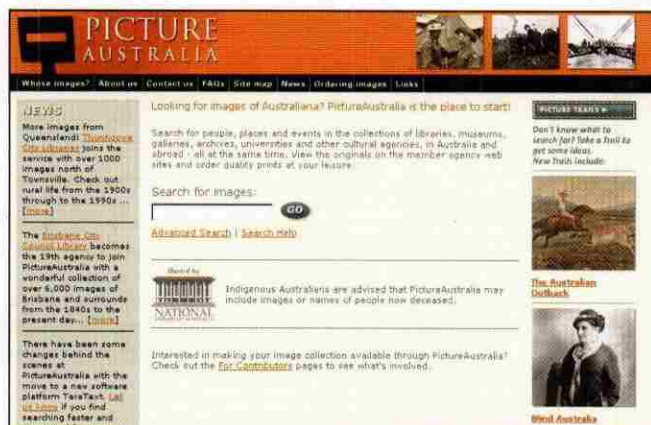 PICTURE
AUSTRALIA
Whose images? About us Contact us FAQs Site map News Ordering images Links
NEWS
More images from
Queensland! Thuringowa
City Libraries joins the
service with over 1000
images north of
Townsville. Check out
rural life from the 1900s
through to the 1990s ...
[more]
The Brisbane City
Council Library becomes
the 19th agency to join
PictureAustralia with a
wonderful collection of
over 6,000 images of
Brisbane and surrounds
from the 1840s to the
present day... [more]
There have been some
changes behind the
scenes at
PictureAustralia with the
move to a new software
platform TeraText. Let
us know if you find
searching faster and
Looking for images of Australiana? PictureAustralia is the place to start!
Search for people, places and events in the collections of libraries, museums,
galleries, archives, universities and other cultural agencies, in Australia and
abroad - all at the same time. View the originals on the member agency web
sites and order quality prints at your leisure.
Search for images:
GO
Advanced Search | Search Help
Hosted by
NATIONAL
Indigenous Australians are advised that PictureAustralia may
include images or names of people now deceased.
Interested in making your image collection available through PictureAustralia?
Check out the For Contributors pages to see what's involved.
PICTURE TRAILS
Don't know what to
search for? Take a Trail to
get some ideas.
New Trails include:
The Australian
Outback
Blind Australia